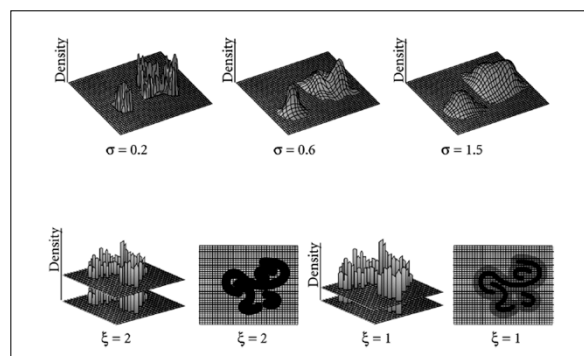 Density
Density
Density
σ = 0.2
σ = 0.6
σ = 1.5
Density
Density
ξ = 2
ξ = 2
ξ = 1
ξ = 1